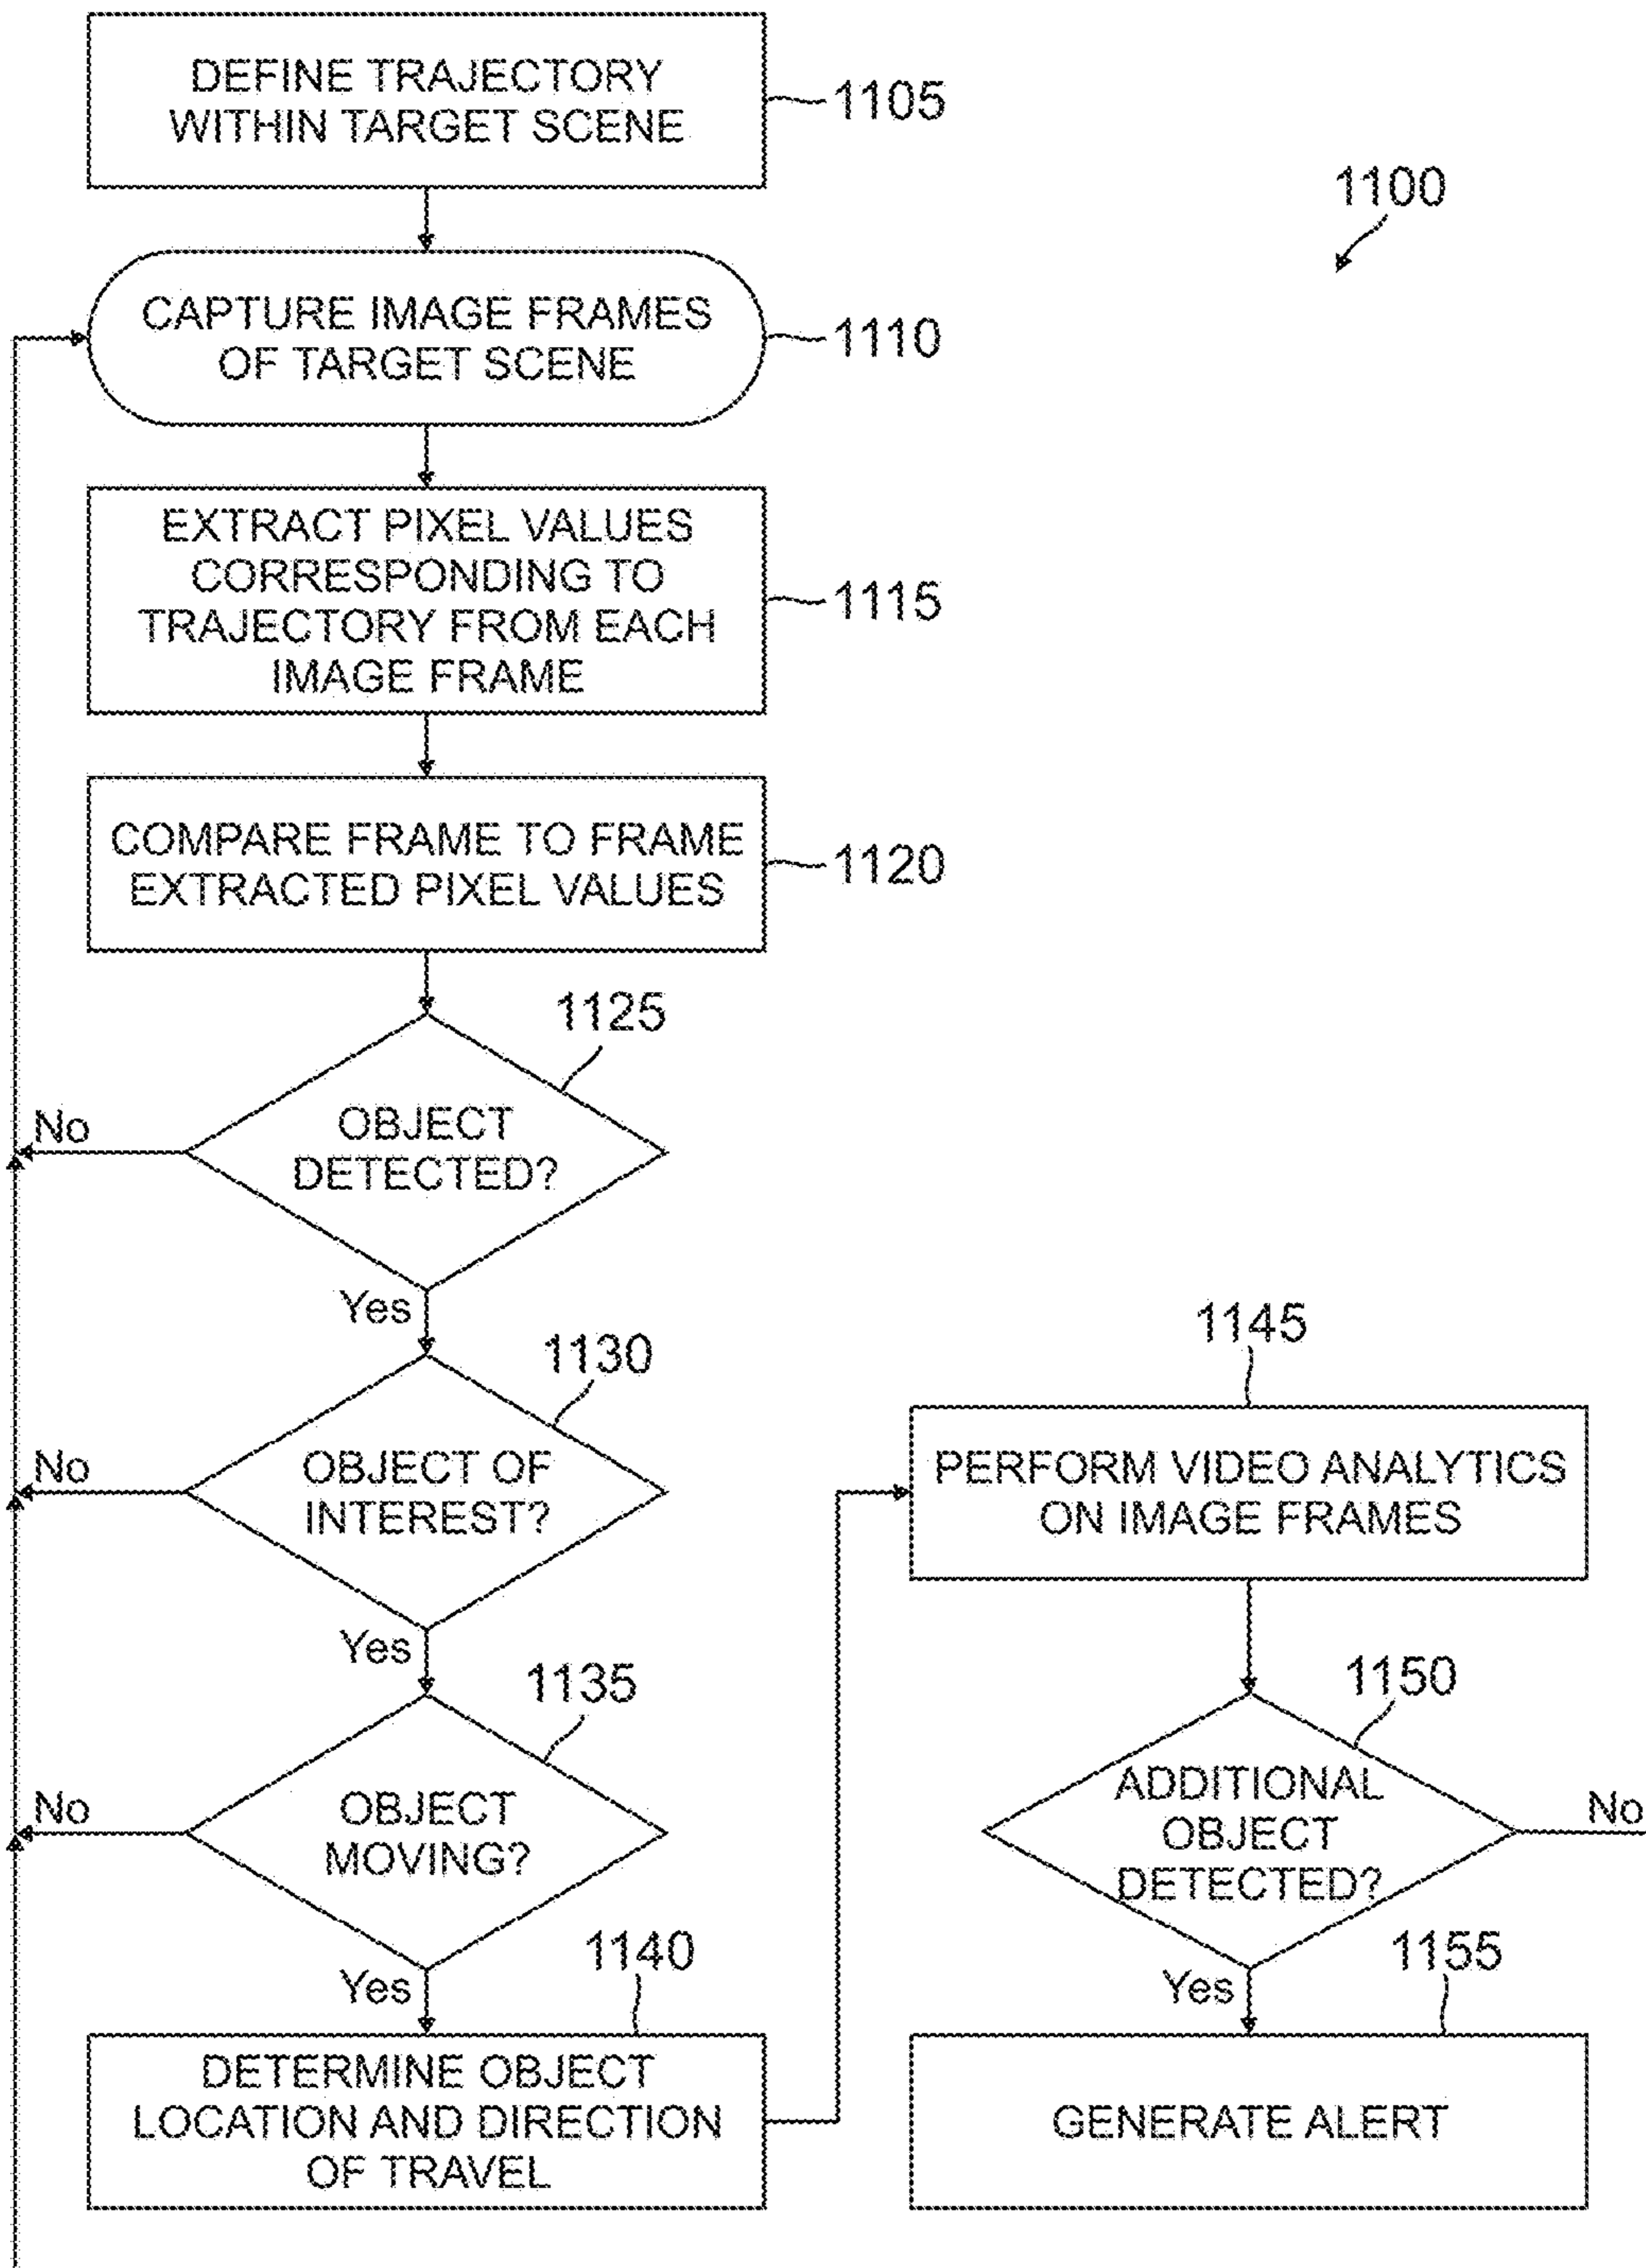 DEFINE TRAJECTORY
WITHIN TARGET SCENE
1105
1100
CAPTURE IMAGE FRAMES
OF TARGET SCENE
1110
EXTRACT PIXEL VALUES
CORRESPONDING TO
TRAJECTORY FROM EACH
IMAGE FRAME
1115
COMPARE FRAME TO FRAME
EXTRACTED PIXEL VALUES
1120
1125
OBJECT
DETECTED?
No
Yes
1130
OBJECT OF
INTEREST?
No
Yes
1135
OBJECT
MOVING?
No
Yes
1140
DETERMINE OBJECT
LOCATION AND DIRECTION
OF TRAVEL
1145
PERFORM VIDEO ANALYTICS
ON IMAGE FRAMES
1150
ADDITIONAL
OBJECT
DETECTED?
No
Yes
1155
GENERATE ALERT